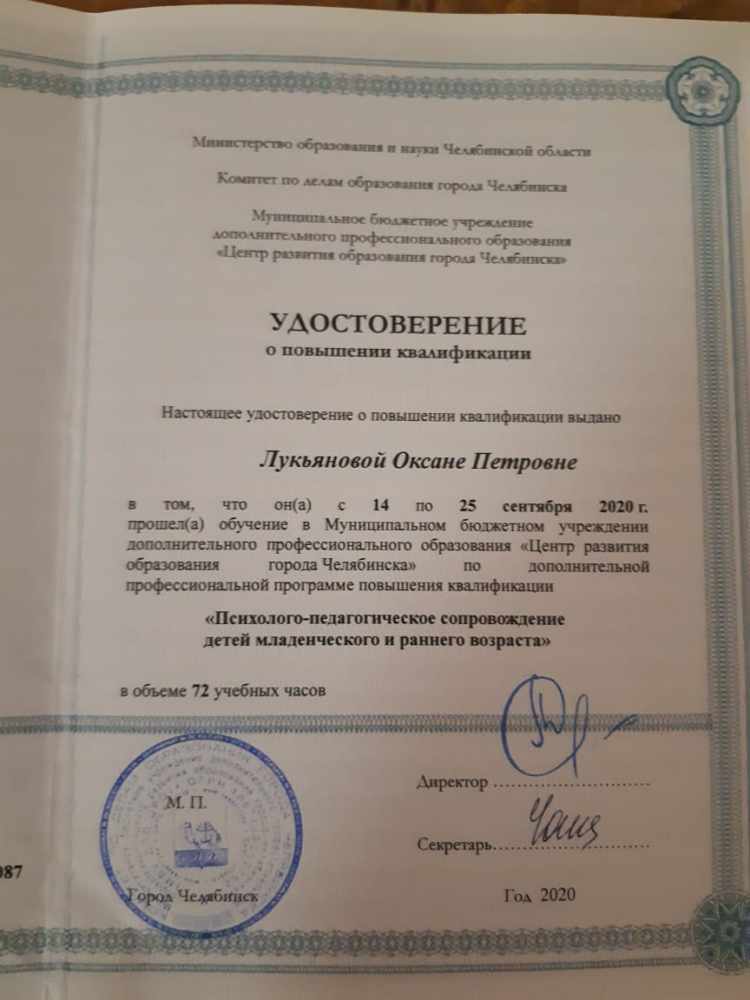 Министерство образования и науки Челябинской области
Комитет по делам образования города Челябинска
Муниципальное бюджетное учреждение
дополнительного профессионального образования
«Центр развития образования города Челябинска»
УДОСТОВЕРЕНИЕ
о повышении квалификации
Настоящее удостоверение о повышении квалификации выдано
Лукьяновой Оксане Петровне
в том, что он(а) с 14 по 25 сентября 2020 г.
прошел(а) обучение в Муниципальном бюджетном учреждении
дополнительного профессионального образования «Центр развития
образования города Челябинска» по дополнительной
профессиональной программе повышения квалификации
«Психолого-педагогическое сопровождение
детей младенческого и раннего возраста»
в объеме 72 учебных часов
Директор
М. П.
Секретарь
087
Город Челябинск
Год 2020